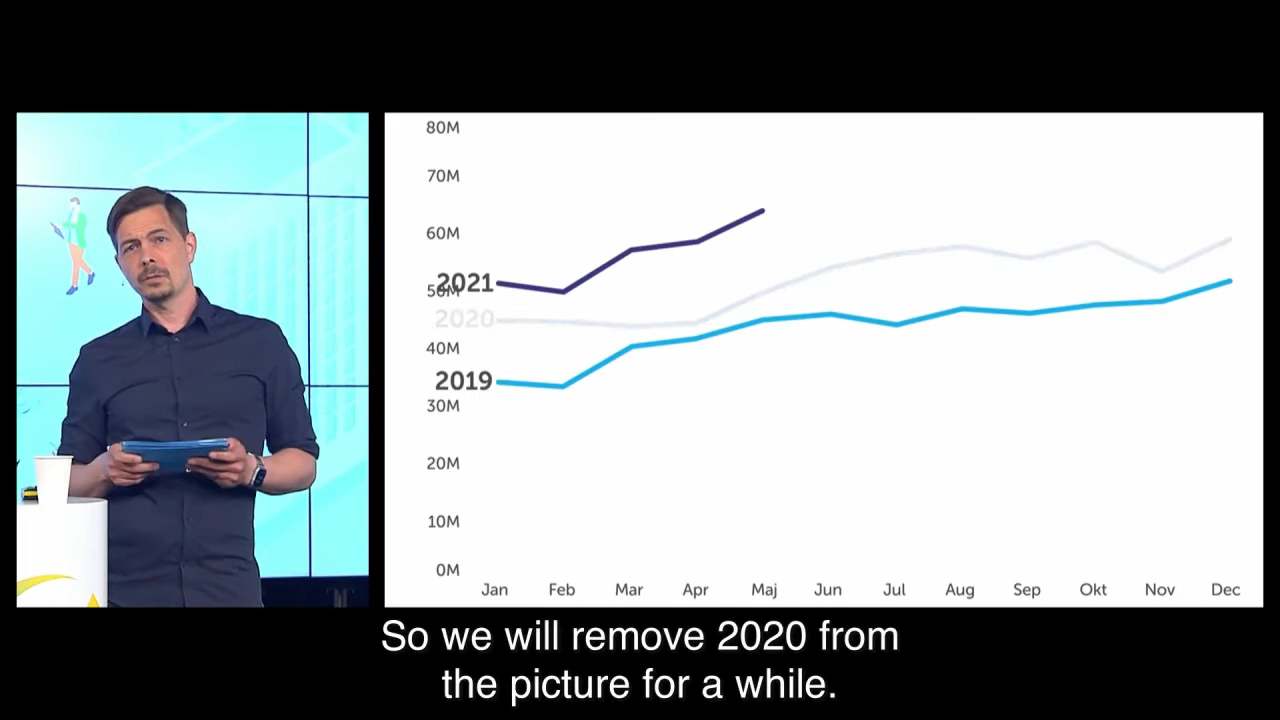 80M
70M
60M
2021
50M
2020
40M
2019
30M
20M
10M
0M
Jan Feb Mar Apr Maj Jun Jul Aug Sep Okt Nov Dec
So we will remove 2020 from
the picture for a while.